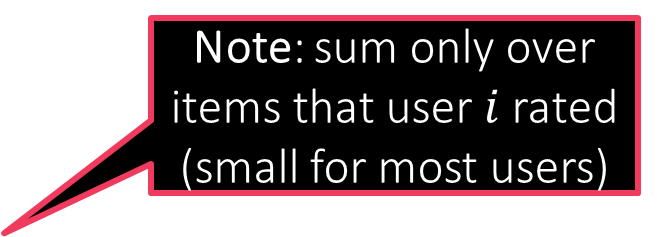 Note: sum only over
items that user i rated
(small for most users)